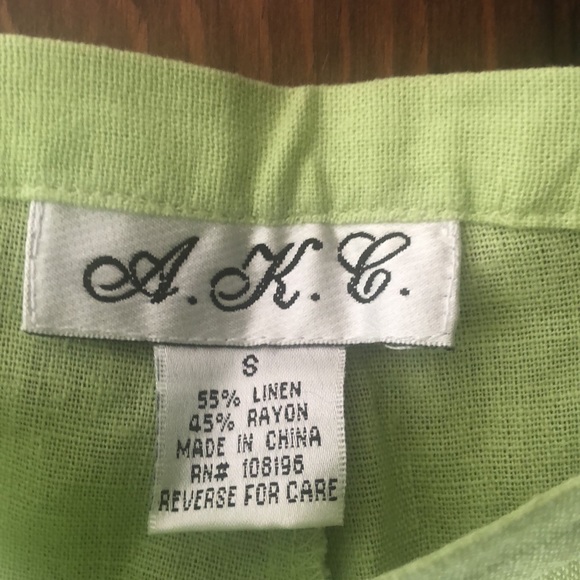 A.K.C.
S
55% LINEN
45% RAYON
MADE IN CHINA
RN# 108196
REVERSE FOR CARE